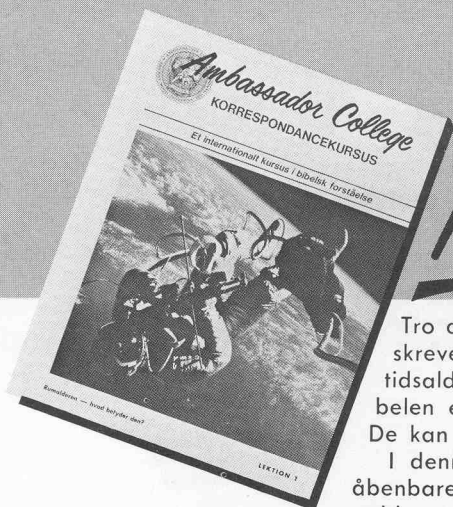 Ambassador College
KORRESPONDANCEKURSUS
Et internationalt kursus i bibelsk forståelse
Rumalderen — hvad betyder den?
LEKTION 1
Tro o
skreve
tidsald
belen e
De kan
I denn
åbenbare